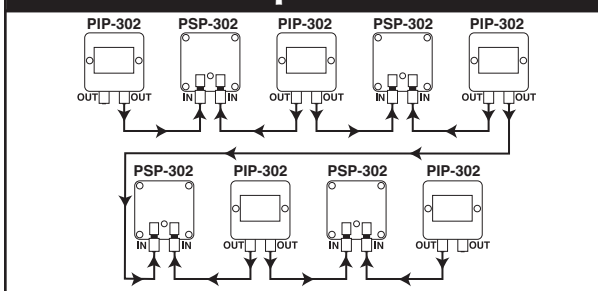 PIP-302 PSP-302 PIP-302 PSP-302 PIP-302
OUT OUT IN IN OUT OUT IN IN OUT OUT
PSP-302 PIP-302 PSP-302 PIP-302
IN IN OUT OUT IN IN OUT OUT